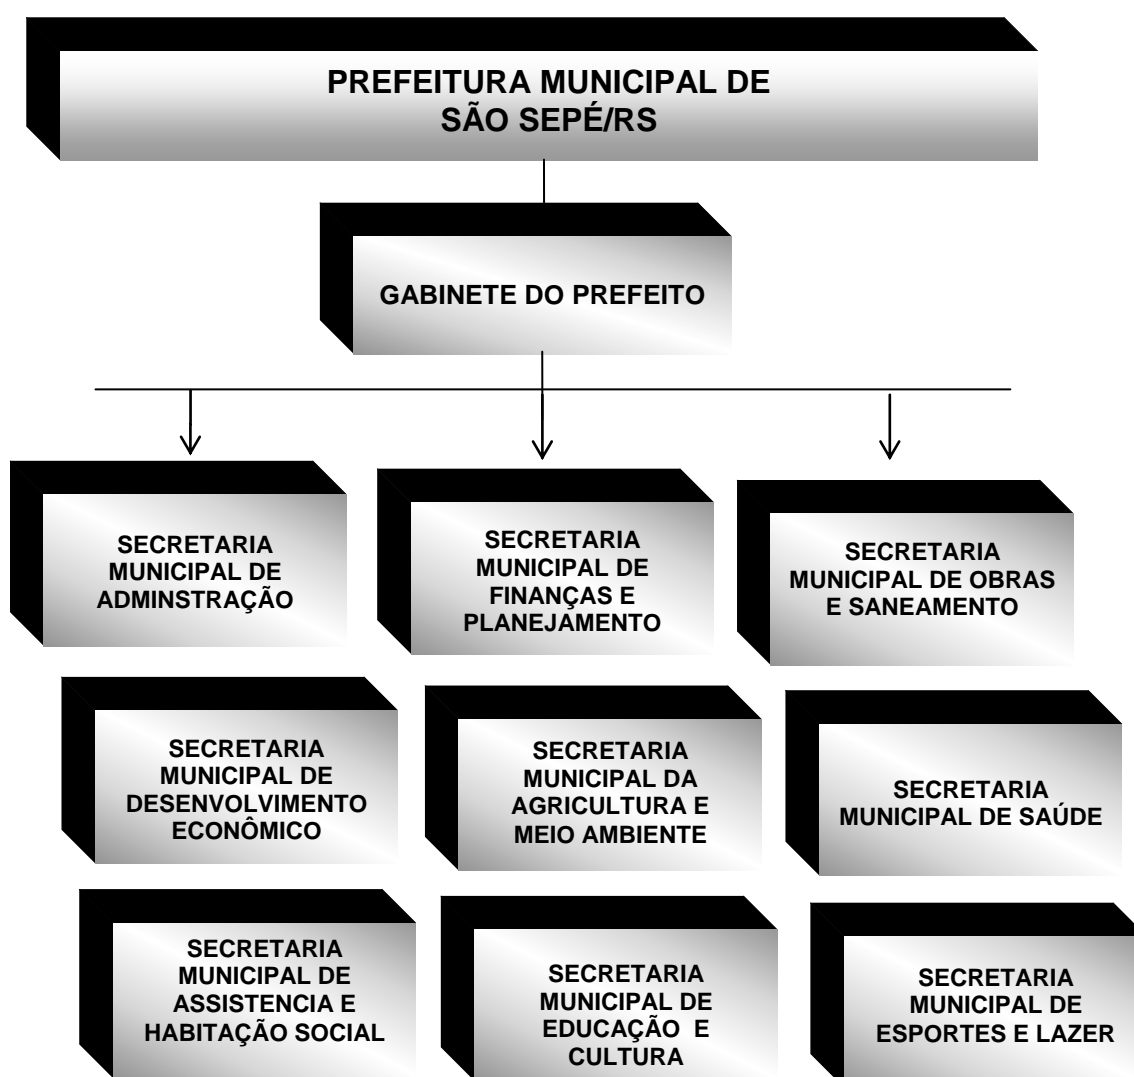 PREFEITURA MUNICIPAL DE
SÃO SEPÉ/RS
GABINETE DO PREFEITO
SECRETARIA
MUNICIPAL DE
ADMINSTRAÇÃO
SECRETARIA
MUNICIPAL DE
FINANÇAS E
PLANEJAMENTO
SECRETARIA
MUNICIPAL DE OBRAS
E SANEAMENTO
SECRETARIA
MUNICIPAL DE
DESENVOLVIMENTO
ECONÔMICO
SECRETARIA
MUNICIPAL DA
AGRICULTURA E
MEIO AMBIENTE
SECRETARIA
MUNICIPAL DE SAÚDE
SECRETARIA
MUNICIPAL DE
ASSISTENCIA E
HABITAÇÃO SOCIAL
SECRETARIA
MUNICIPAL DE
EDUCAÇÃO E
CULTURA
SECRETARIA
MUNICIPAL DE
ESPORTES E LAZER